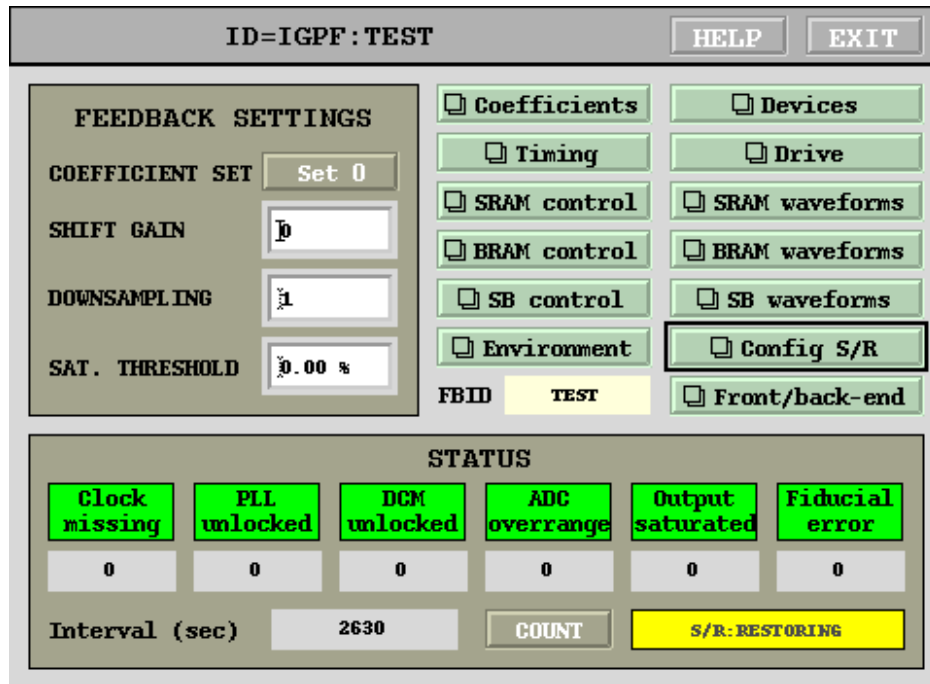 ID=IGPF:TEST
HELP
EXIT
FEEDBACK SETTINGS
COEFFICIENT SET
Set 0
SHIFT GAIN
0
DOWNSAMPLING
1
SAT. THRESHOLD
0.00 %
Coefficients
Devices
Timing
Drive
SRAM control
SRAM waveforms
BRAM control
BRAM waveforms
SB control
SB waveforms
Environment
Config S/R
FBID
TEST
Front/back-end
STATUS
Clock
missing
PLL
unlocked
DCM
unlocked
ADC
overrange
Output
saturated
Fiducial
error
0
0
0
0
0
0
Interval (sec)
2630
COUNT
S/R:RESTORING